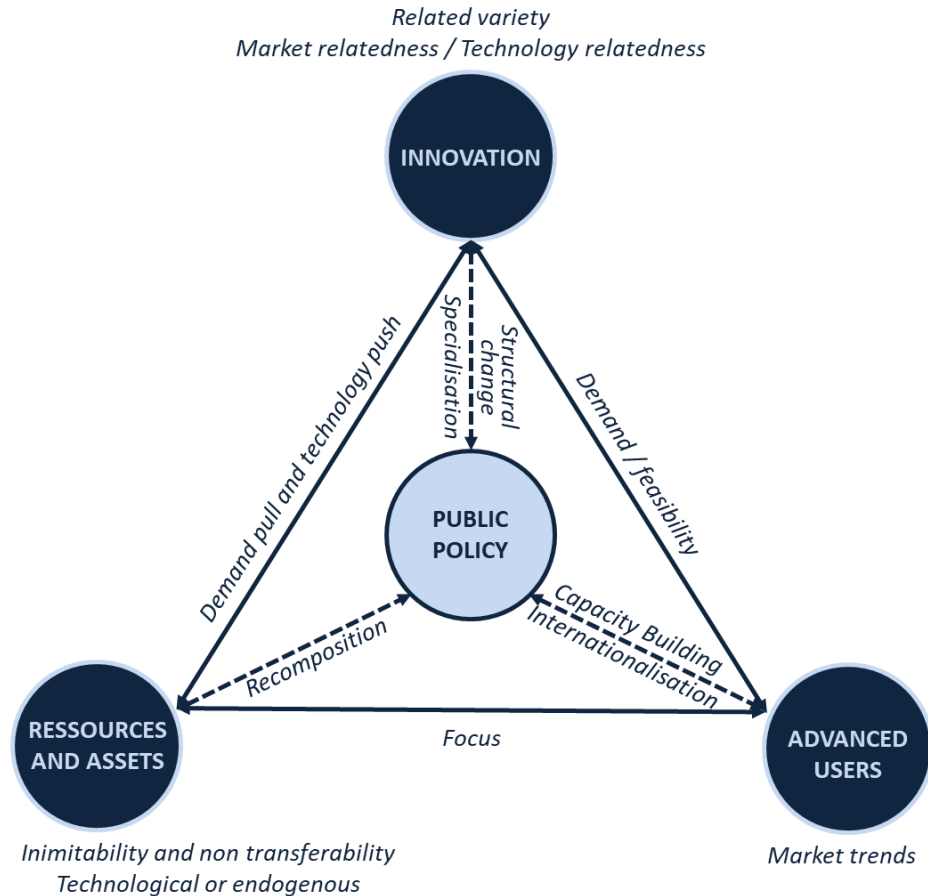 Related variety
Market relatedness / Technology relatedness
INNOVATION
Demand pull and technology push
Specialisation
Structural
change
Demand / feasibility
PUBLIC
POLICY
Recomposition
Capacity Building
Internationalisation
RESSOURCES
AND ASSETS
Focus
ADVANCED
USERS
Inimitability and non transferability
Technological or endogenous
Market trends